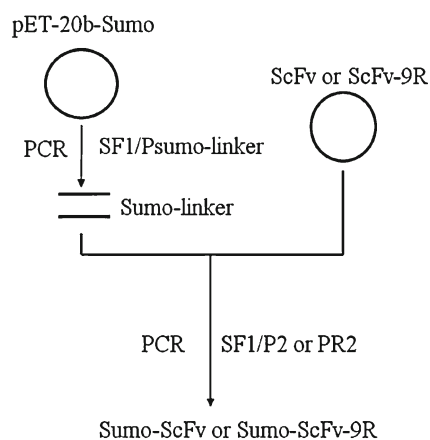 pET-20b-Sumo
ScFv or ScFv-9R
PCR SF1/Psumo-linker
Sumo-linker
PCR SF1/P2 or PR2
Sumo-ScFv or Sumo-ScFv-9R